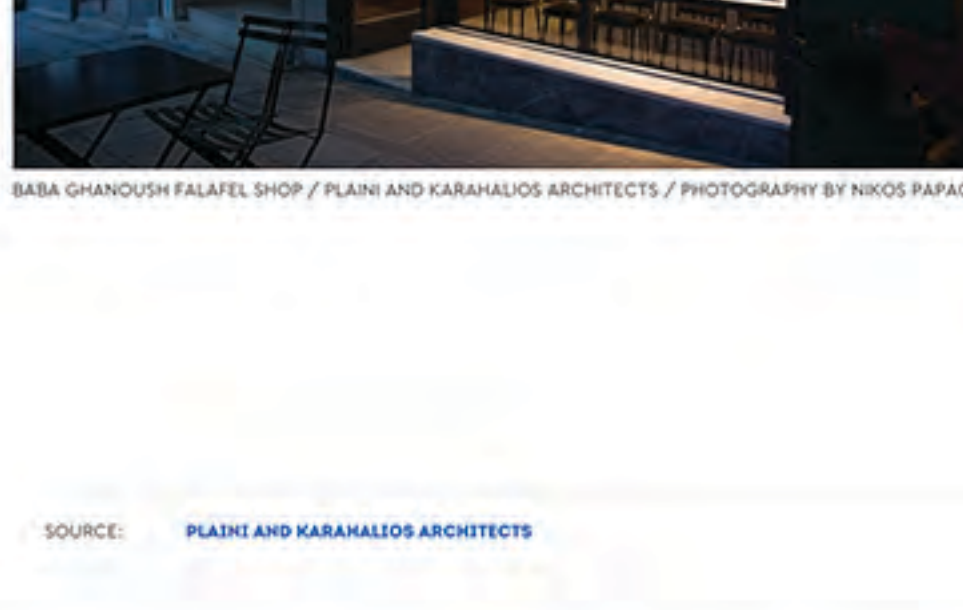 BABA GHANOUSH FALAFEL SHOP / PLAINI AND KARAHALIOS ARCHITECTS / PHOTOGRAPHY BY NIKOS
SOURCE: PLAINI AND KARAHALIOS ARCHITECTS